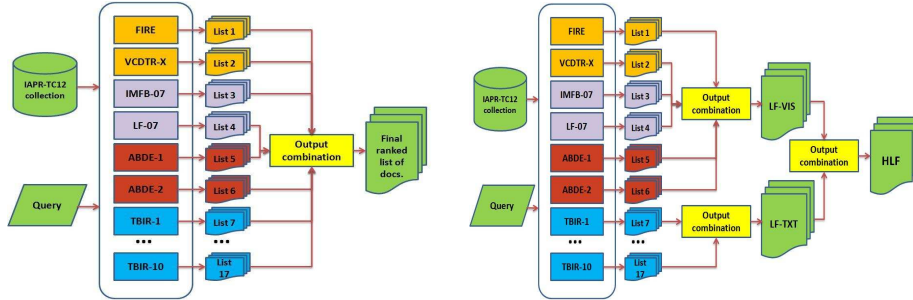 IAPR-TC12
collection
Query
FIRE
VCDTR-X
IMFB-07
LF-07
ABDE-1
ABDE-2
TBIR-1
...
TBIR-10
List 1
List 2
List 3
List 4
List 5
List 6
List 7
...
List
17
Output
combination
Final
ranked
list of
docs.
IAPR-TC12
collection
Query
FIRE
VCDTR-X
IMFB-07
LF-07
ABDE-1
ABDE-2
TBIR-1
...
TBIR-10
List 1
List 2
List 3
List 4
List 5
List 6
List 7
...
List
17
Output
combination
Output
combination
LF-VIS
LF-TXT
Output
combination
HLF